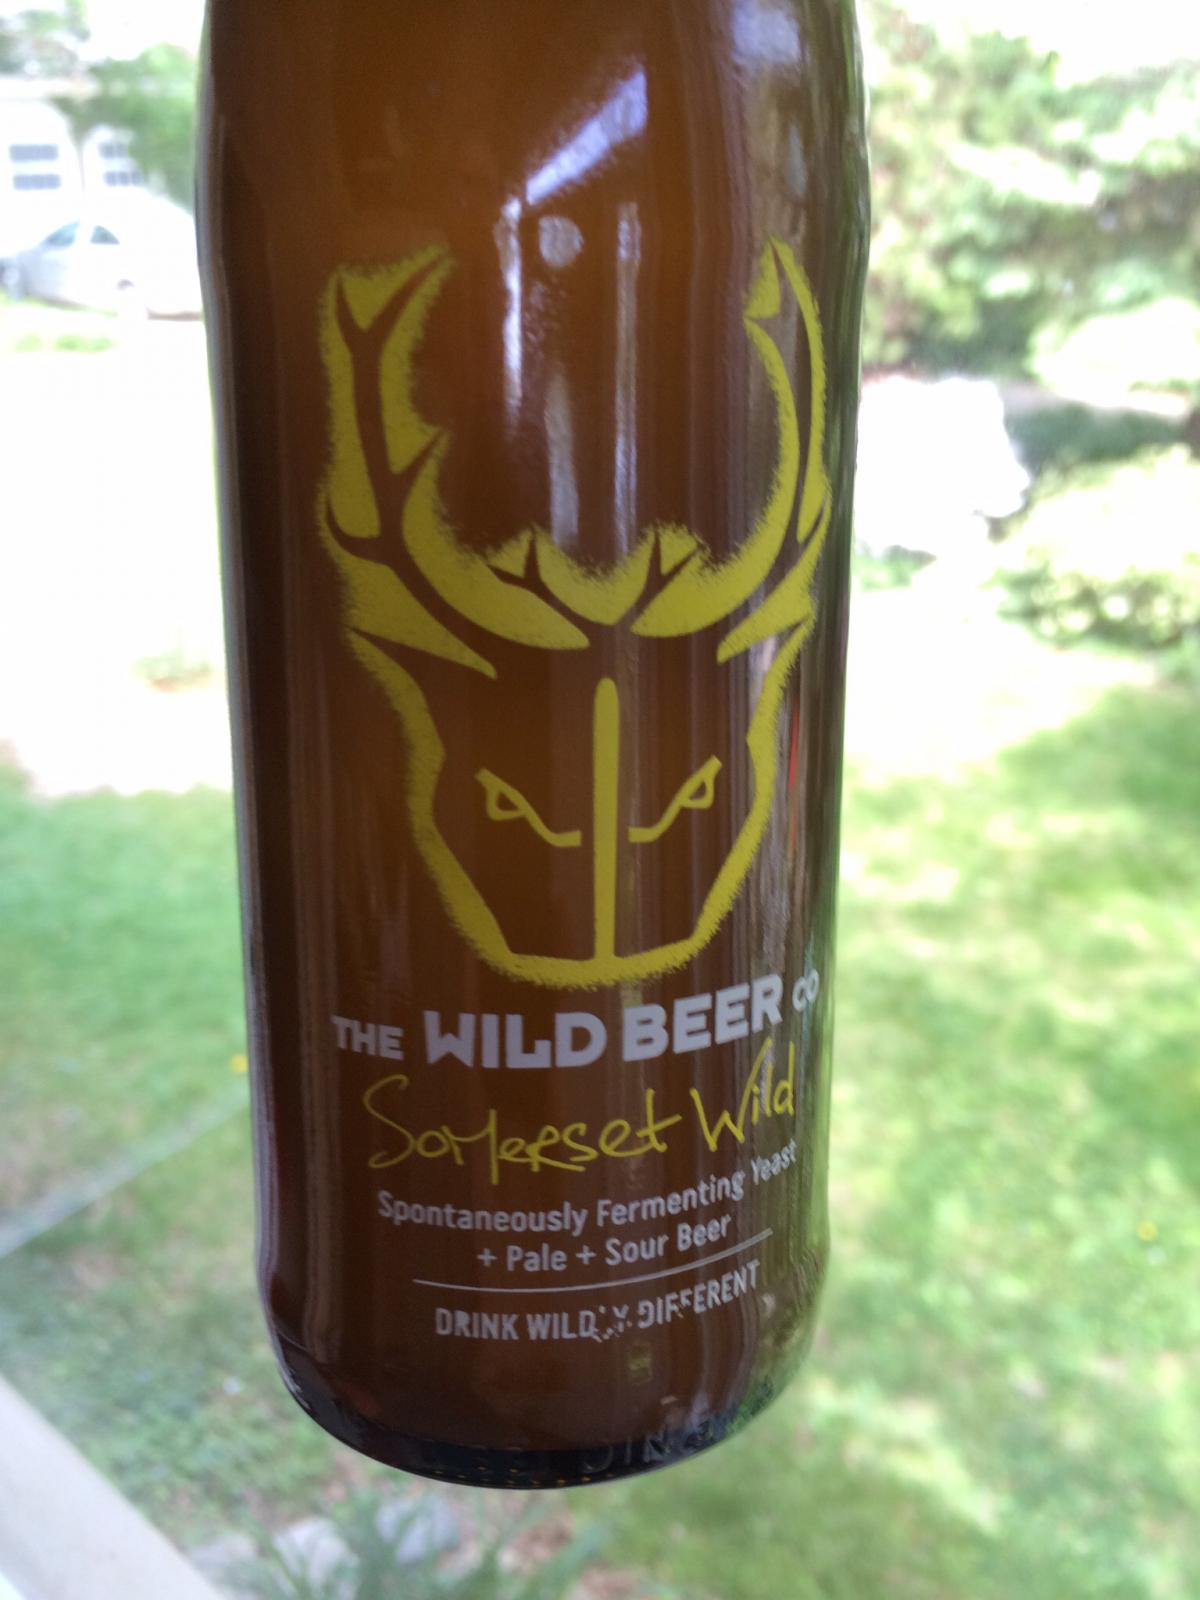 THE WILD BEER CO
Somerset Wild
Spontaneously Fermenting Yeast
+ Pale + Sour Beer
DRINK WILDLY DIFFERENT